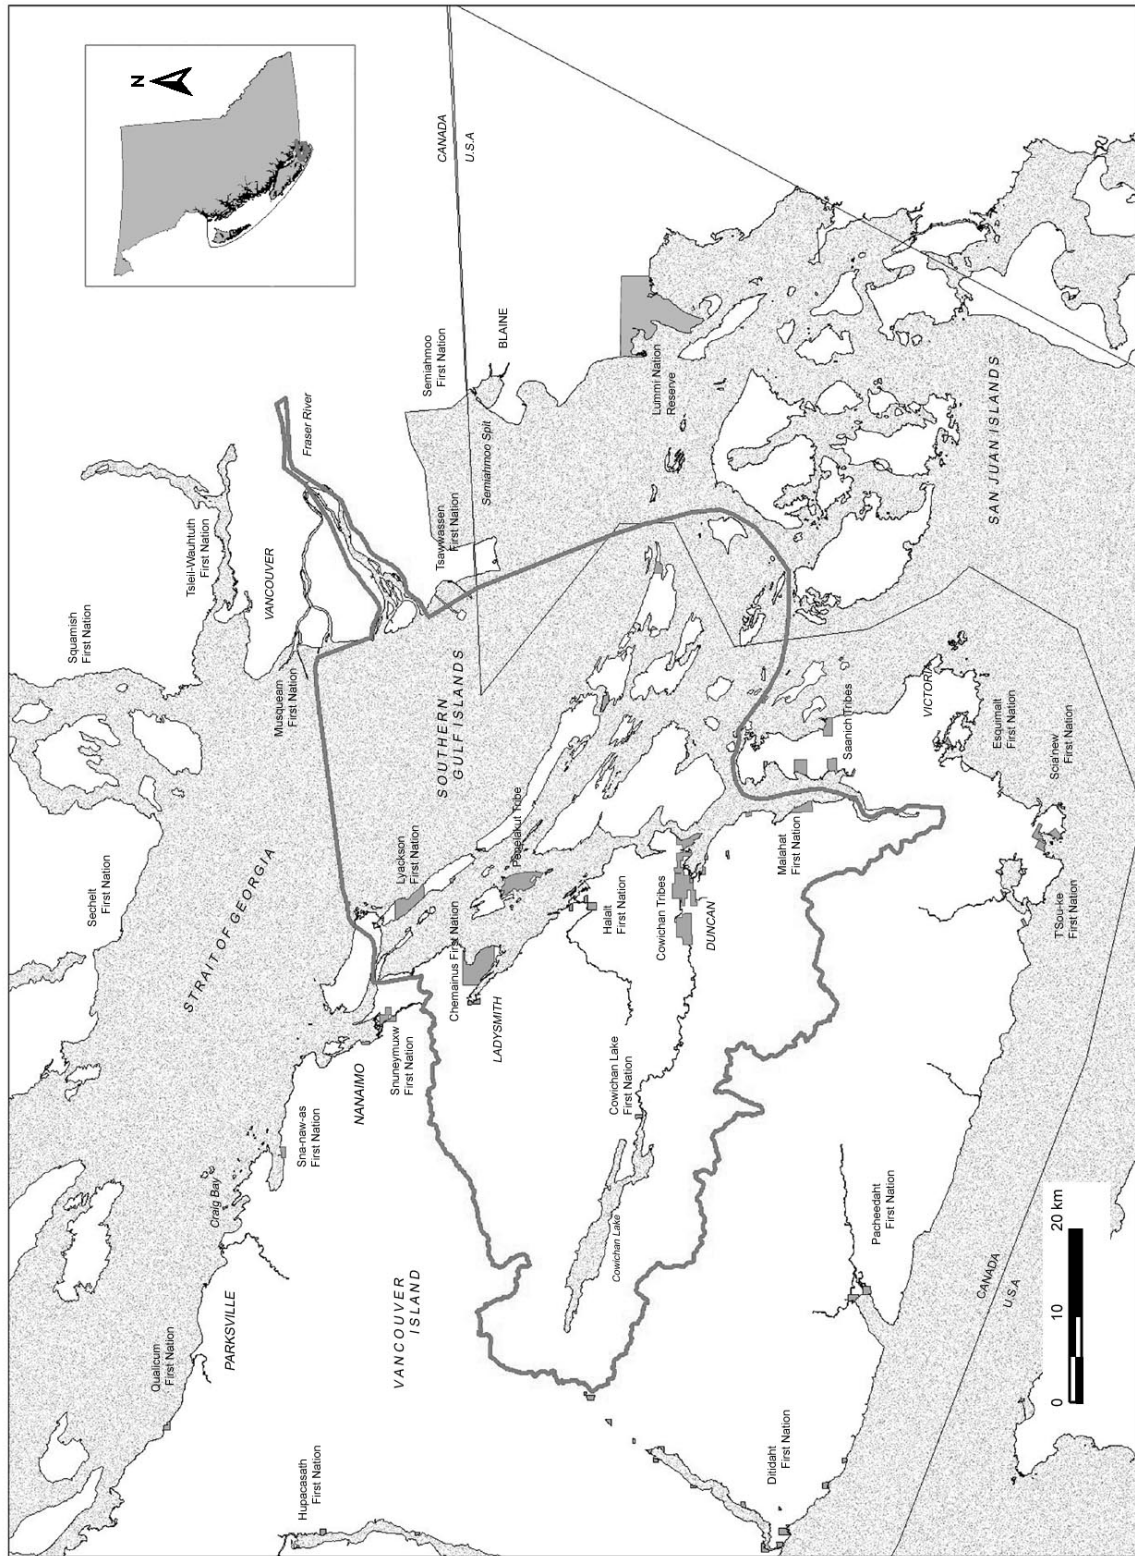 N
CANADA
U.S.A
Squamish
First Nation
Tsleil-Wauhtuth
First Nation
VANCOUVER
Fraser River
Musqueam
First Nation
Semiahmoo
First Nation
BLAINE
Semiahmoo Spit
Tsawwassen
First Nation
Lummi Nation
Reserve
SAN JUAN ISLANDS
Sechelt
First Nation
STRAIT OF GEORGIA
SOUTHERN
GULF ISLANDS
Lyackson
First Nation
Penelakut Tribe
Chemainus First Nation
LADYSMITH
Halalt
First Nation
Cowichan Tribes
DUNCAN
Malahat
First Nation
Saanich Tribes
VICTORIA
Esquimalt
First Nation
Scia'new
First Nation
T'Sou-ke
First Nation
Snuneymuxw
First Nation
NANAIMO
Sna-naw-as
First Nation
Craig Bay
PARKSVILLE
Qualicum
First Nation
Cowichan Lake
First Nation
Cowichan Lake
VANCOUVER
ISLAND
Hupacasath
First Nation
Ditidaht
First Nation
Pacheedaht
First Nation
CANADA
U.S.A
0 10 20 km